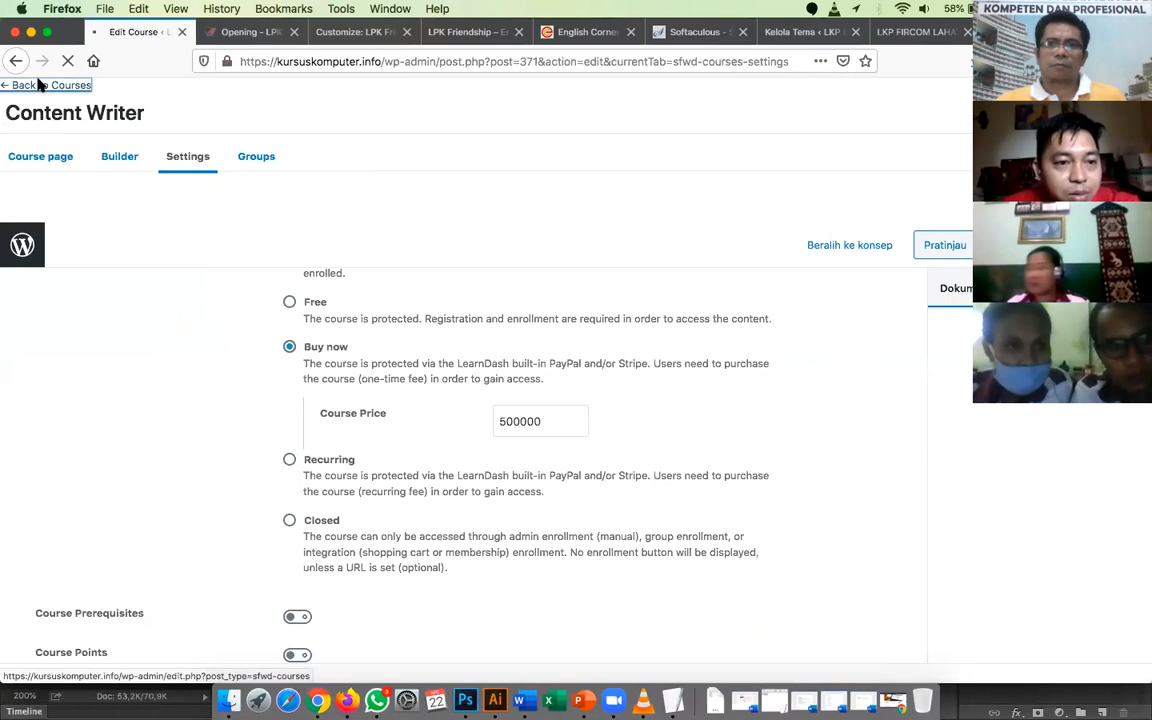 Firefox File Edit View History Bookmarks Tools Window Help 58%
KOMPETEN DAN PROFESIONAL
Edit Course ‹ L
Opening – LPK
Customize: LPK Fr
LPK Friendship –
English Corner
Softaculous –
Kelola Tema ‹ LKP
LKP FIRCOM LAHA
https://kursuskomputer.info/wp-admin/post.php?post=371&action=edit&currentTab=sfwd-courses-settings
← Back to Courses
Content Writer
Course page Builder Settings Groups
Beralih ke konsep Pratinjau
Dokum
enrolled.
Free
The course is protected. Registration and enrollment are required in order to access the content.
Buy now
The course is protected via the LearnDash built-in PayPal and/or Stripe. Users need to purchase
the course (one-time fee) in order to gain access.
Course Price 500000
Recurring
The course is protected via the LearnDash built-in PayPal and/or Stripe. Users need to purchase
the course (recurring fee) in order to gain access.
Closed
The course can only be accessed through admin enrollment (manual), group enrollment, or
integration (shopping cart or membership) enrollment. No enrollment button will be displayed,
unless a URL is set (optional).
Course Prerequisites
Course Points
https://kursuskomputer.info/wp-admin/edit.php?post_type=sfwd-courses
200% Doc: 53,2K/70,9K
Timeline
22
Ps
Ai